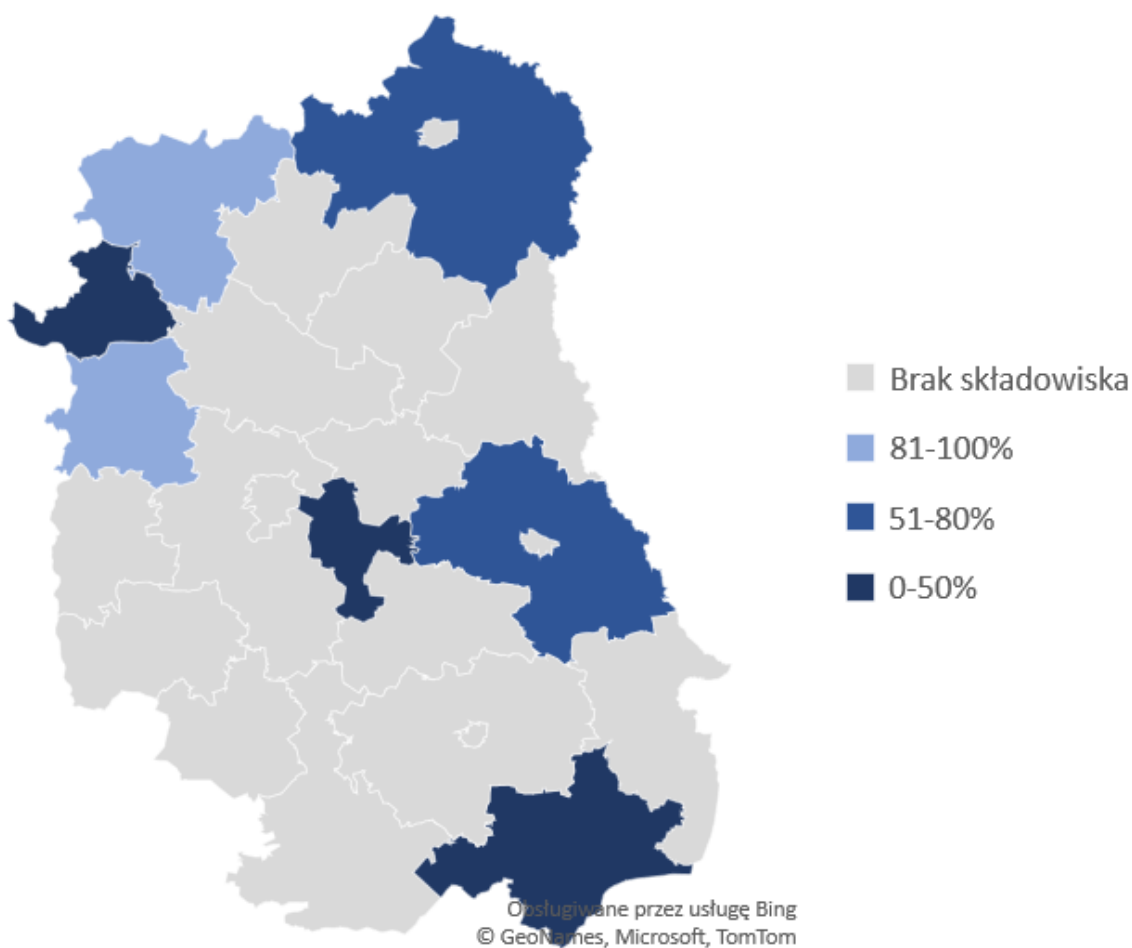 Brak składowiska
81-100%
51-80%
0-50%
Obsługiwane przez usługę Bing
© GeoNames, Microsoft, TomTom